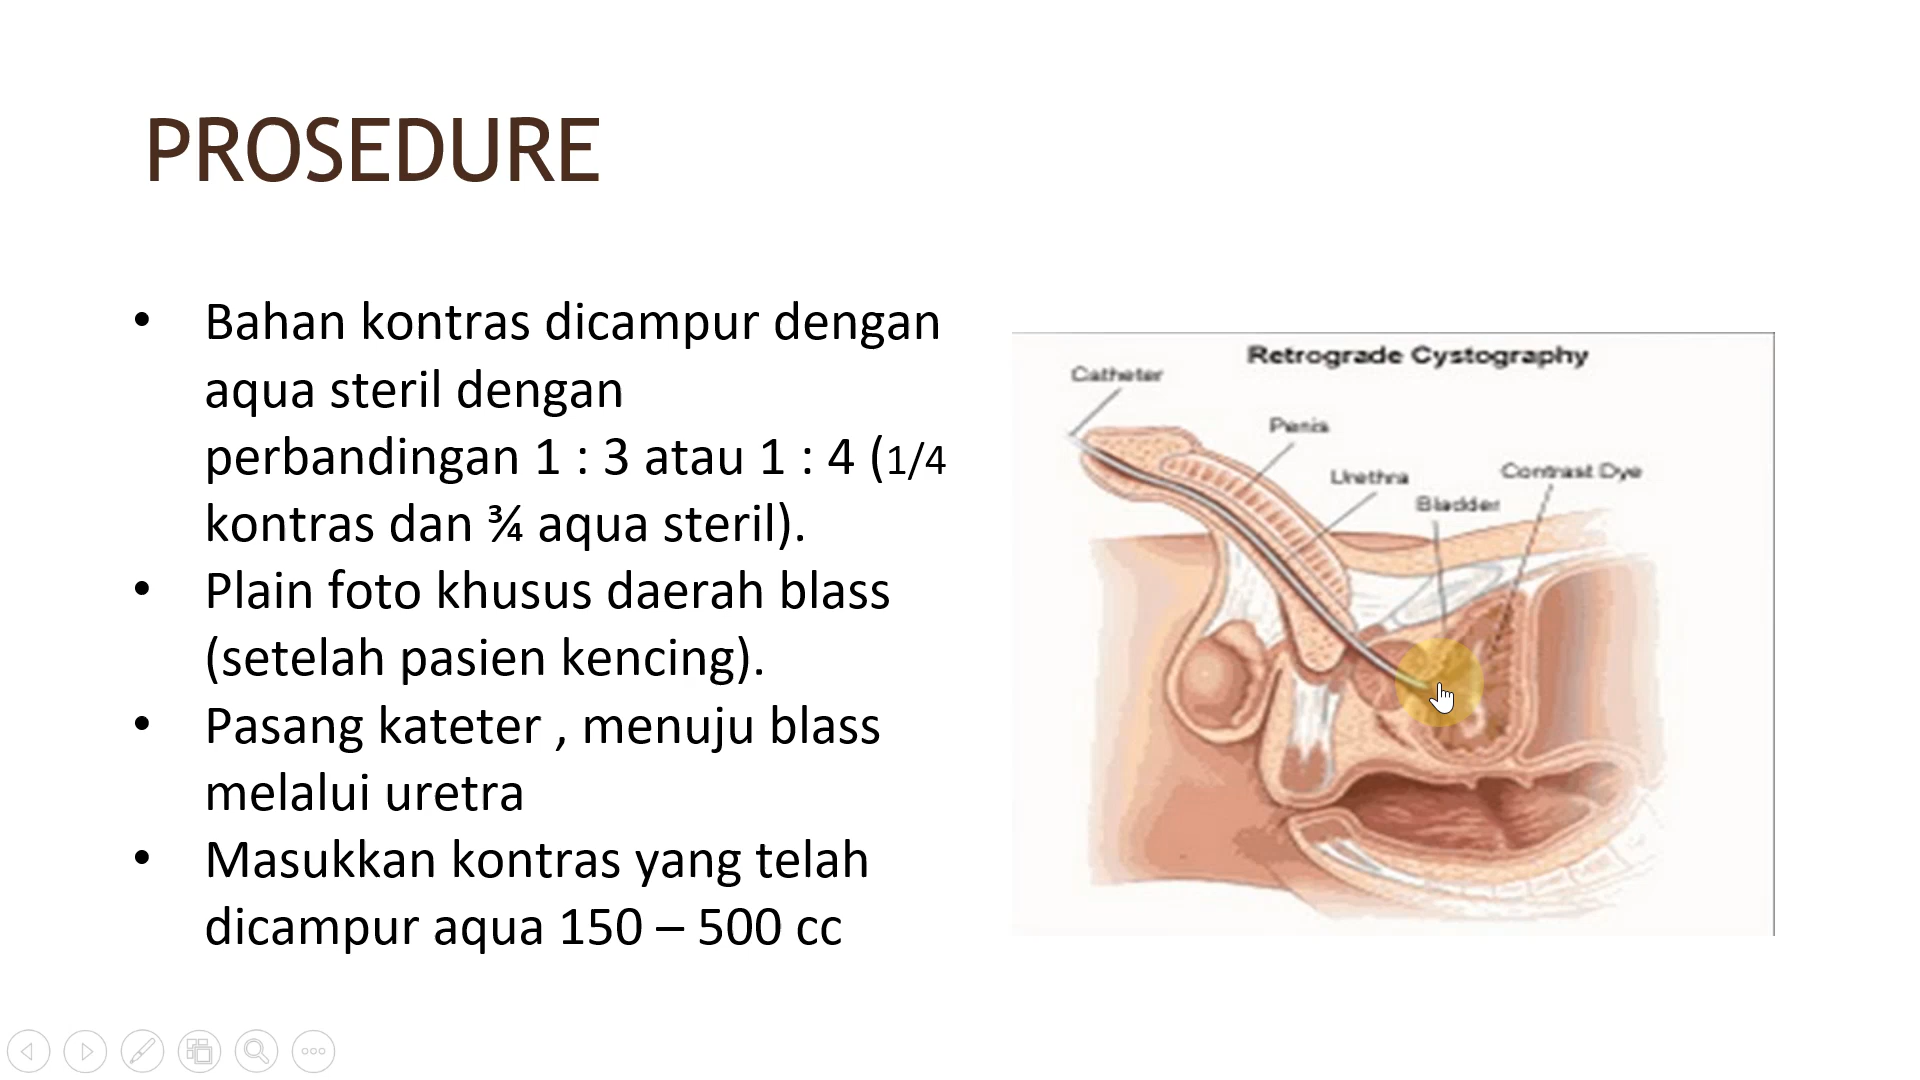 PROSEDURE
• Bahan kontras dicampur dengan
aqua steril dengan
perbandingan 1 : 3 atau 1 : 4 (1/4
kontras dan ¾ aqua steril).
• Plain foto khusus daerah blass
(setelah pasien kencing).
• Pasang kateter , menuju blass
melalui uretra
• Masukkan kontras yang telah
dicampur aqua 150 – 500 cc
Retrograde Cystography
Catheter
Penis
Urethra
Contrast Dye
Bladder